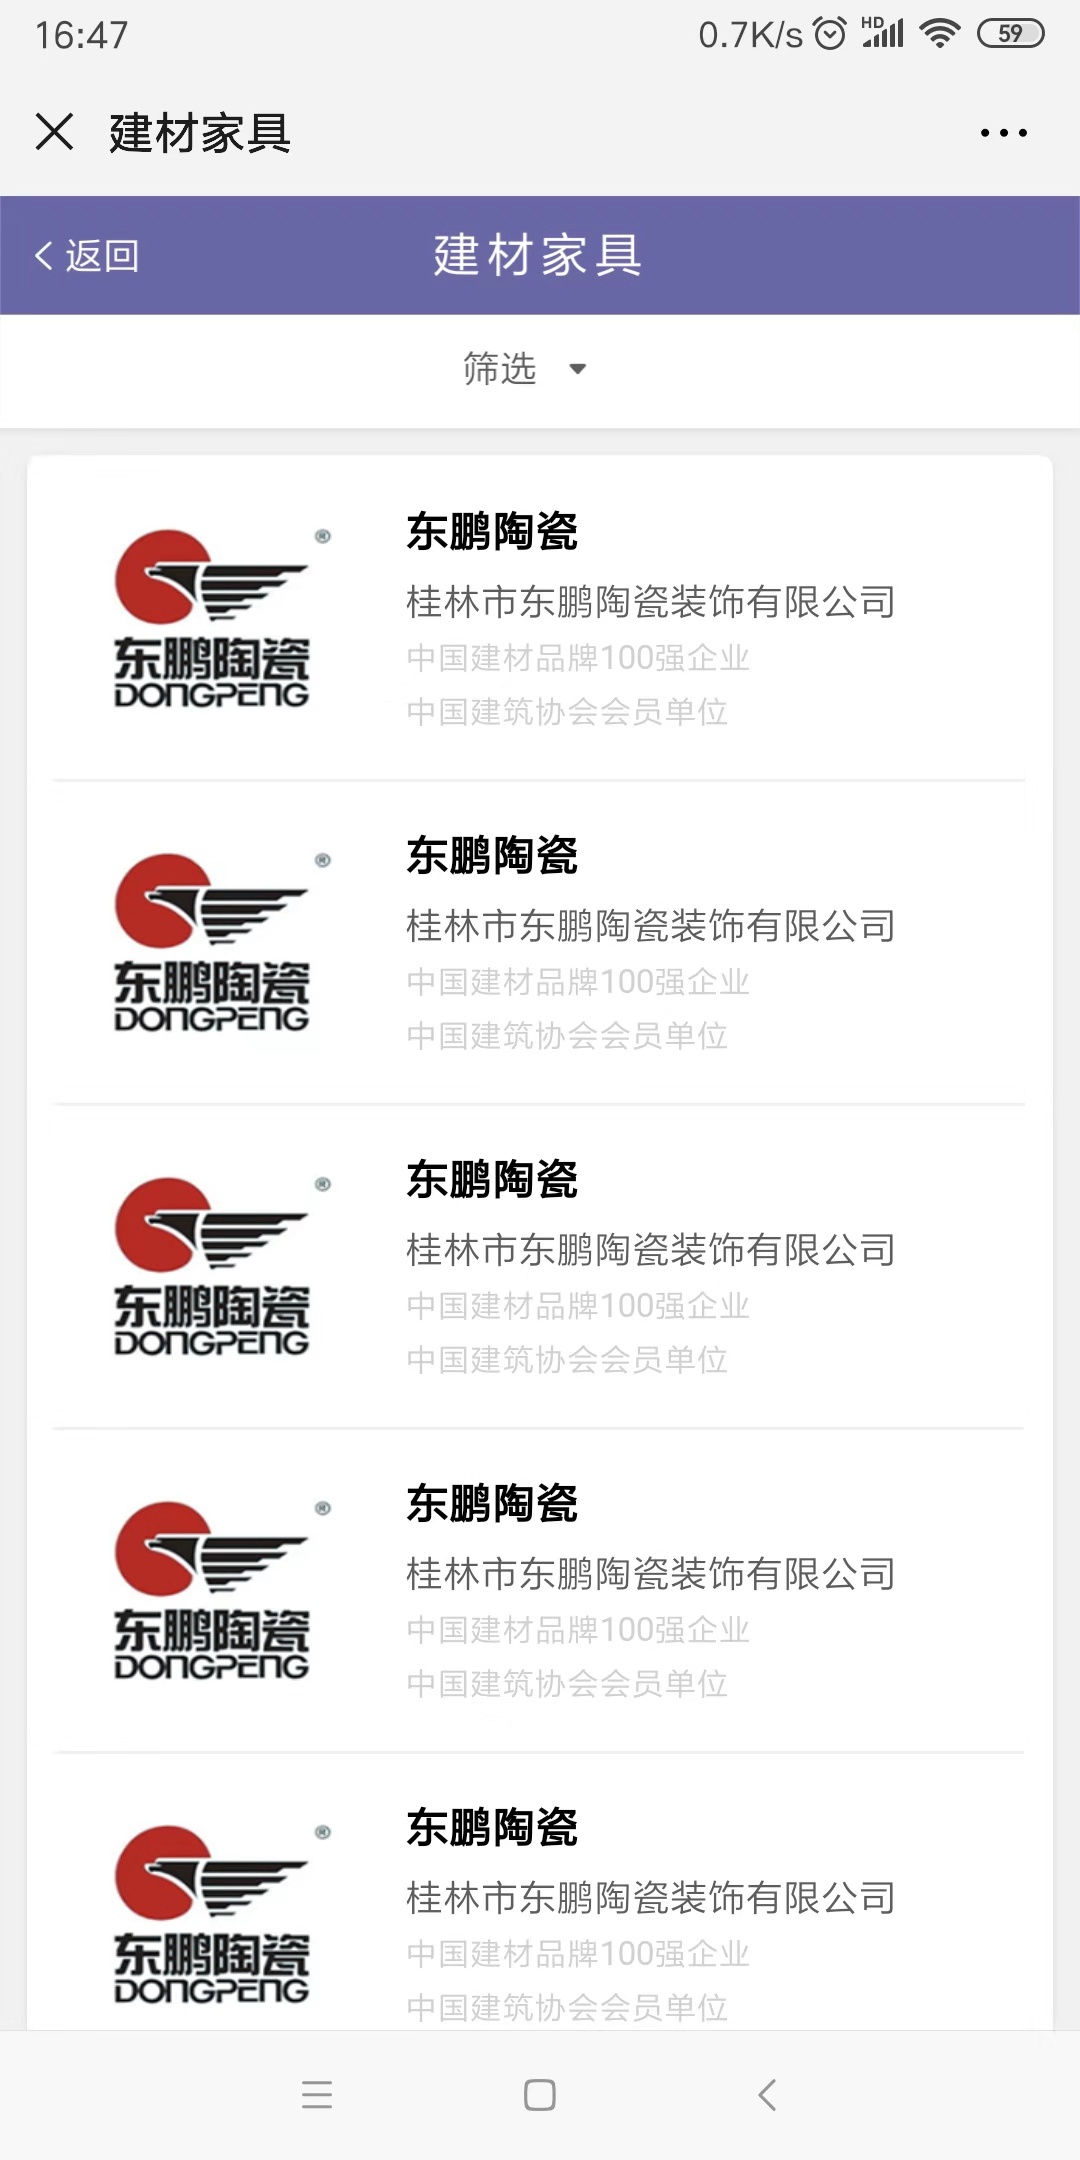 16:47
0.7K/s HD 59
建材家具
返回
建材家具
筛选
东鹏陶瓷
桂林市东鹏陶瓷装饰有限公司
中国建材品牌100强企业
中国建筑协会会员单位
®
东鹏陶瓷
DONGPENG
东鹏陶瓷
桂林市东鹏陶瓷装饰有限公司
中国建材品牌100强企业
中国建筑协会会员单位
®
东鹏陶瓷
DONGPENG
东鹏陶瓷
桂林市东鹏陶瓷装饰有限公司
中国建材品牌100强企业
中国建筑协会会员单位
®
东鹏陶瓷
DONGPENG
东鹏陶瓷
桂林市东鹏陶瓷装饰有限公司
中国建材品牌100强企业
中国建筑协会会员单位
®
东鹏陶瓷
DONGPENG
东鹏陶瓷
桂林市东鹏陶瓷装饰有限公司
中国建材品牌100强企业
中国建筑协会会员单位
®
东鹏陶瓷
DONGPENG